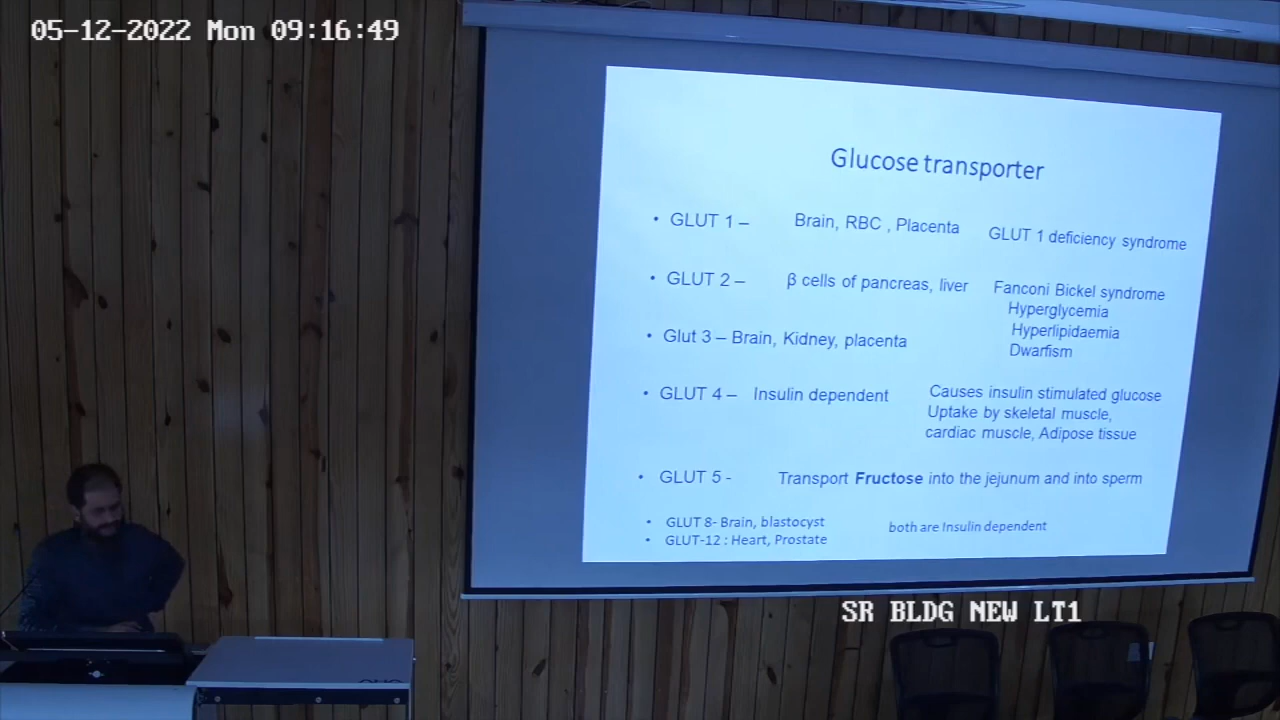 05-12-2022 Mon 09:16:49
Glucose transporter
• GLUT 1 – Brain, RBC , Placenta GLUT 1 deficiency syndrome
• GLUT 2 – β cells of pancreas, liver Fanconi Bickel syndrome
Hyperglycemia
Hyperlipidaemia
Dwarfism
• Glut 3 – Brain, Kidney, placenta
• GLUT 4 – Insulin dependent Causes insulin stimulated glucose
Uptake by skeletal muscle,
cardiac muscle, Adipose tissue
• GLUT 5 - Transport Fructose into the jejunum and into sperm
• GLUT 8- Brain, blastocyst both are Insulin dependent
• GLUT-12 : Heart, Prostate
SR BLDG NEW LT1